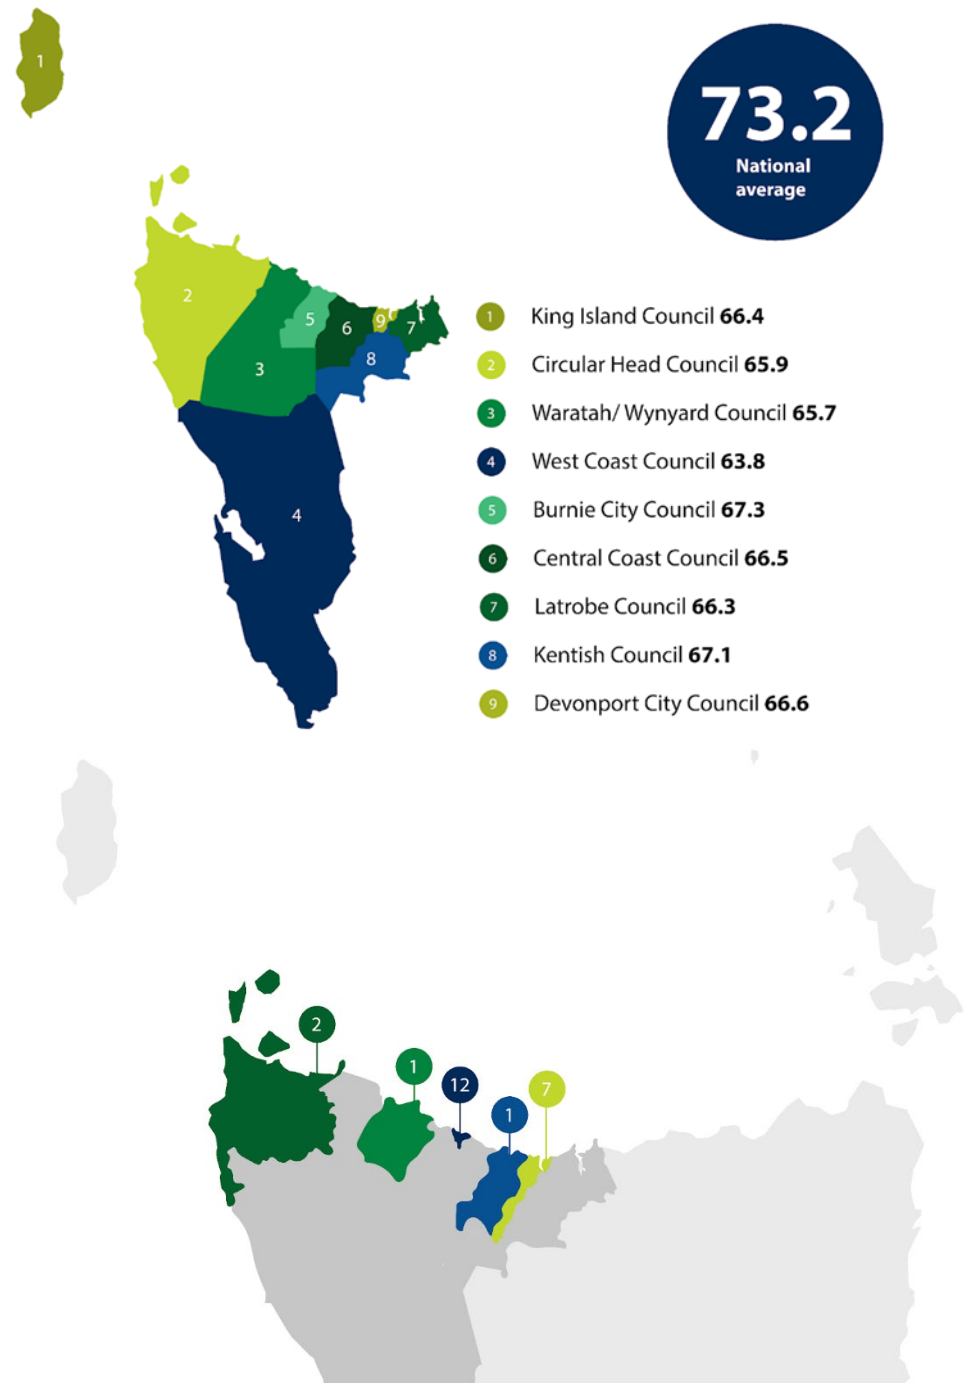 1
73.2
National
average
2
5
6
9
7
3
8
4
1 King Island Council 66.4
2 Circular Head Council 65.9
3 Waratah/ Wynyard Council 65.7
4 West Coast Council 63.8
5 Burnie City Council 67.3
6 Central Coast Council 66.5
7 Latrobe Council 66.3
8 Kentish Council 67.1
9 Devonport City Council 66.6
2
1
12
1
7